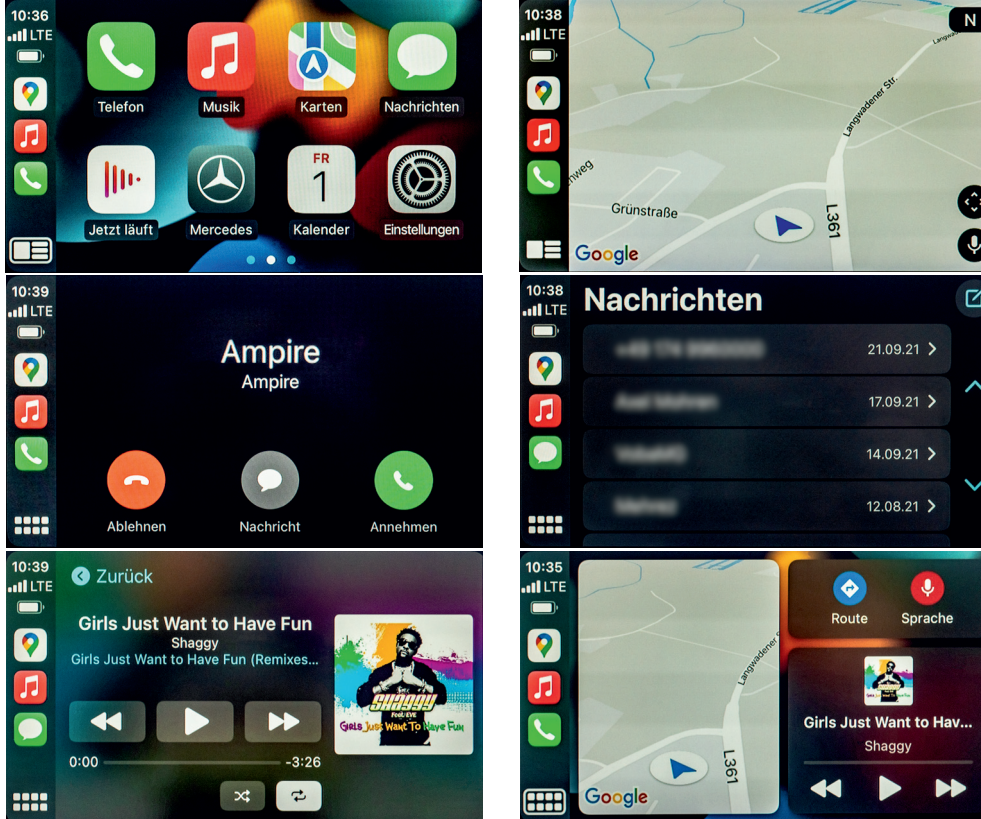 10:36
LTE
Telefon
Musik
Karten
Nachrichten
FR
1
Jetzt läuft
Mercedes
Kalender
Einstellungen
10:38
LTE
N
Langwadener Str.
Grünstraße
L361
Google
10:39
LTE
Ampire
Ampire
Ablehnen
Nachricht
Annehmen
10:38
LTE
Nachrichten
21.09.21
17.09.21
14.09.21
12.08.21
10:39
LTE
Zurück
Girls Just Want to Have Fun
Shaggy
Girls Just Want to Have Fun (Remixes...
SHAGGY
Feat. EVE
Girls Just Want To Have Fun
0:00
-3:26
10:35
LTE
Langwadener S
L361
Google
Route
Sprache
Girls Just Want to Hav...
Shaggy